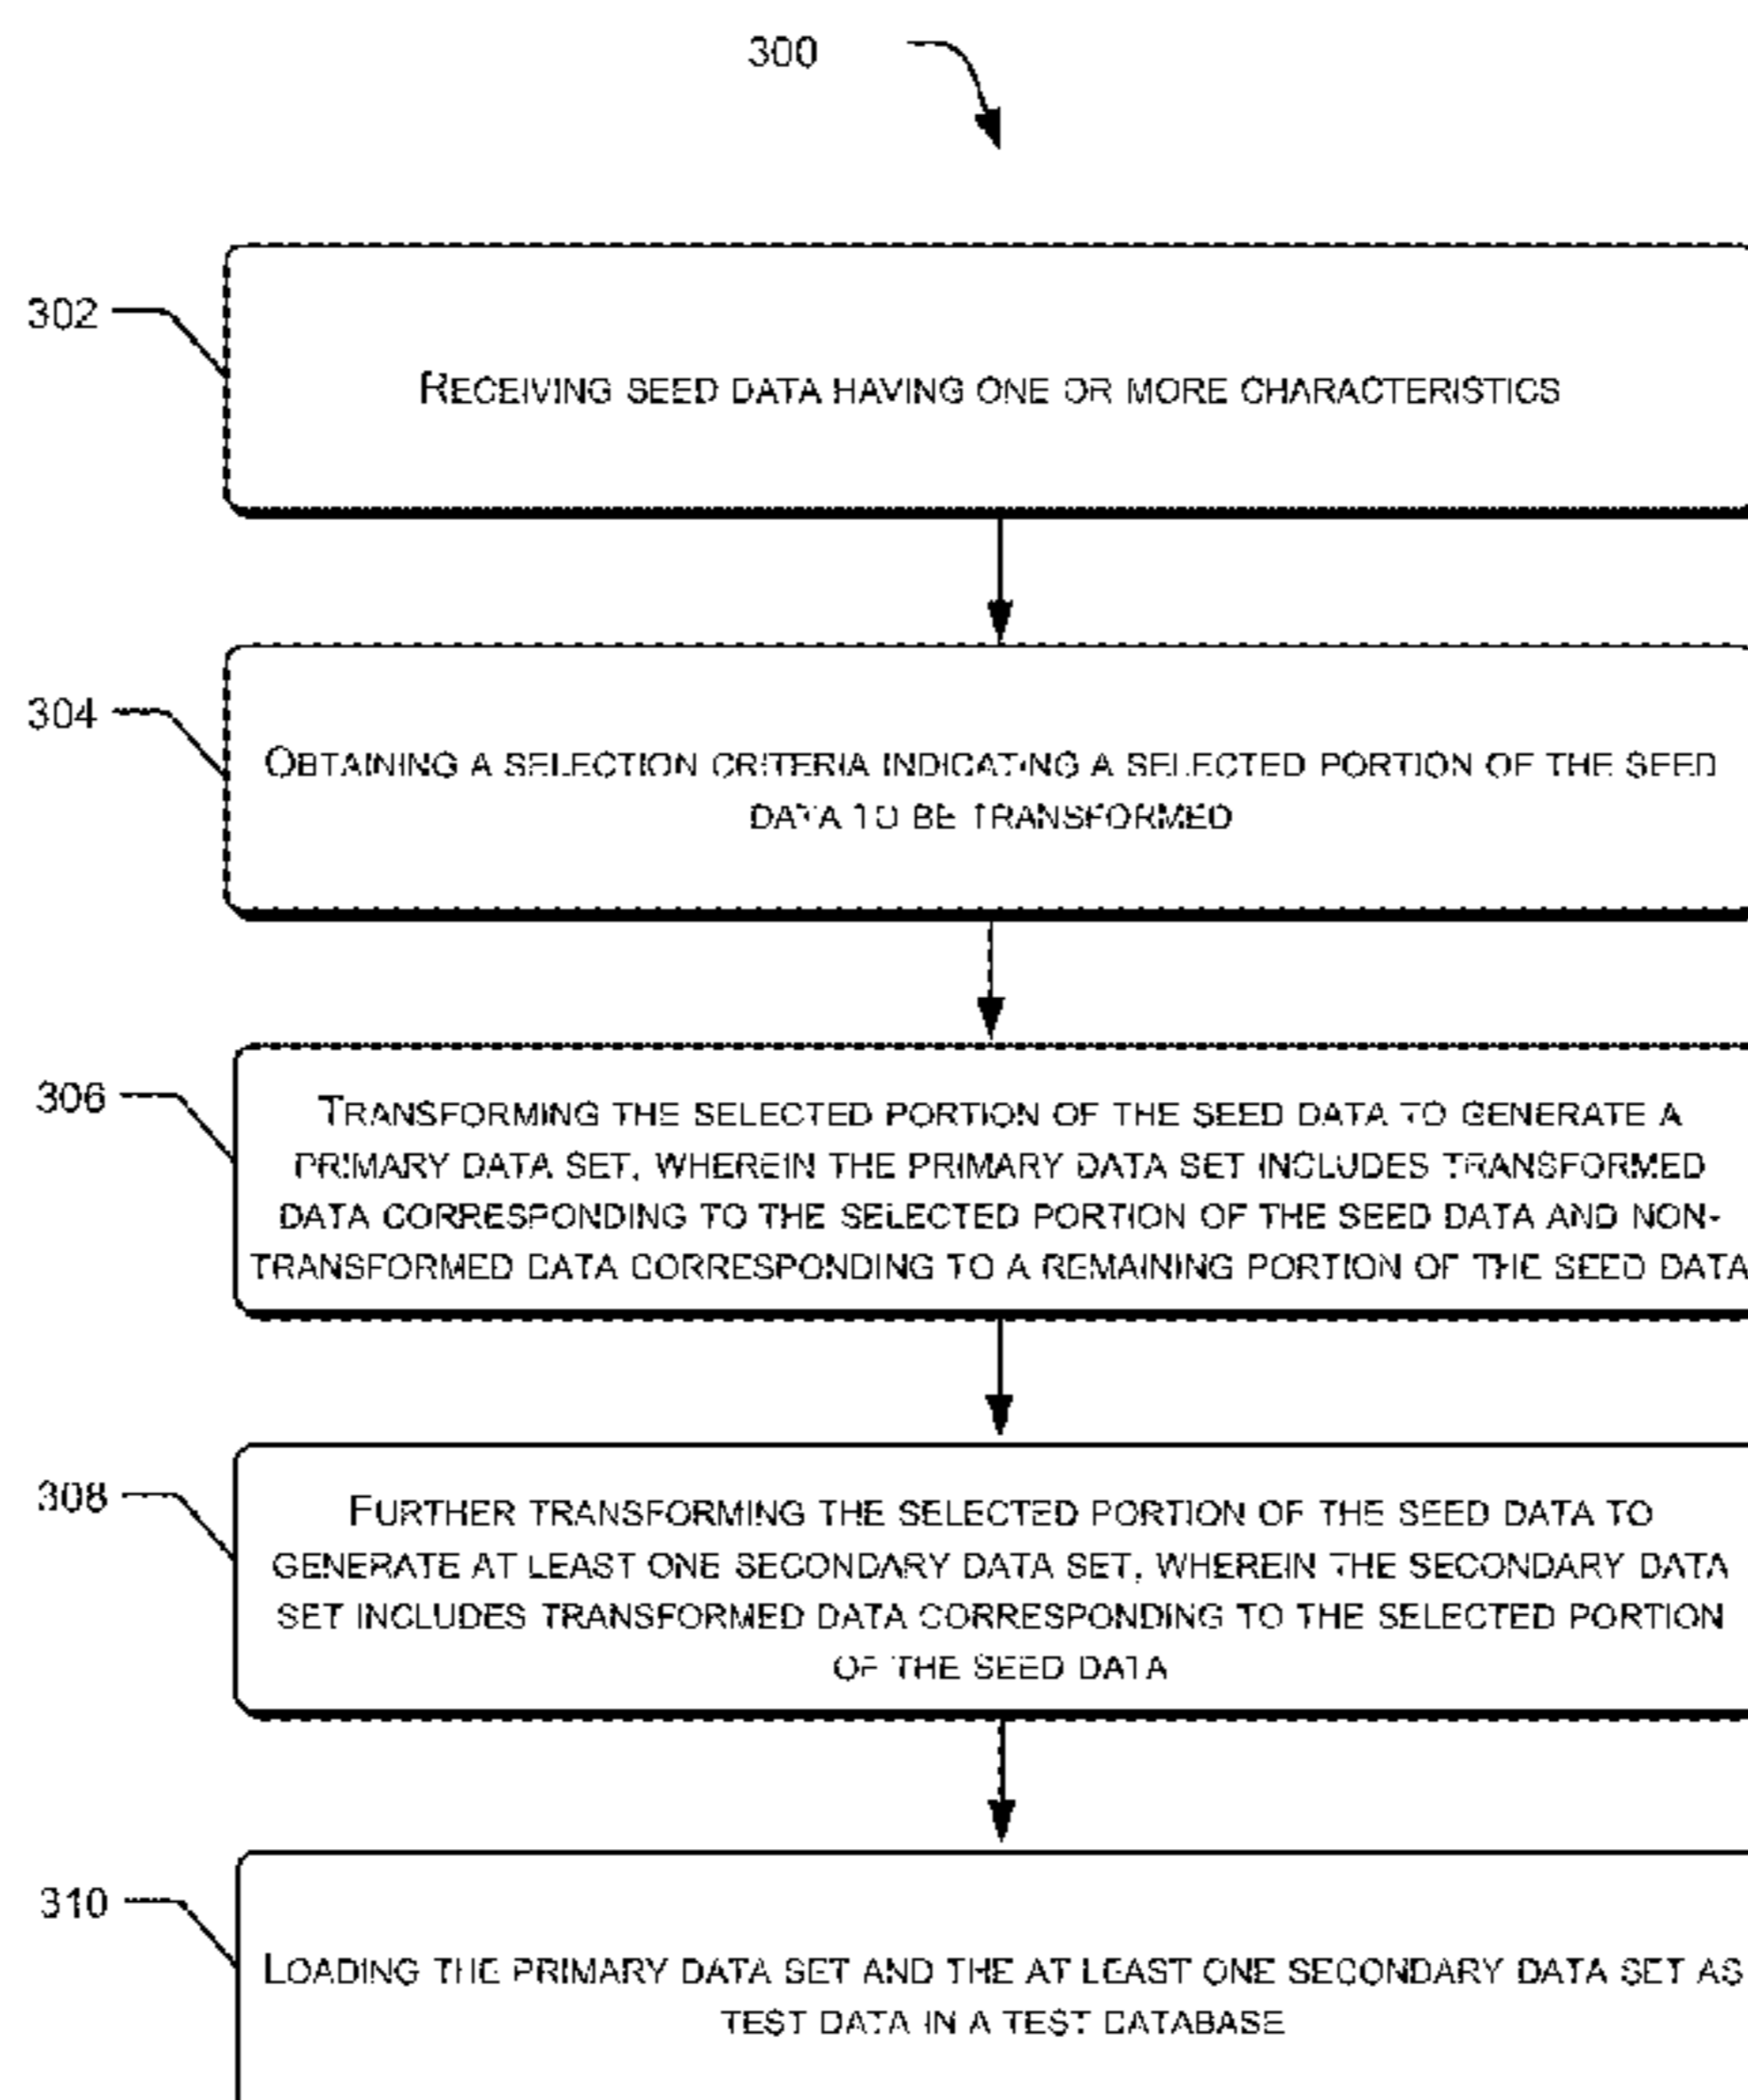 300
302
RECEIVING SEED DATA HAVING ONE OR MORE CHARACTERISTICS
304
OBTAINING A SELECTION CRITERIA INDICATING A SELECTED PORTION OF THE SEED
DATA TO BE TRANSFORMED
306
TRANSFORMING THE SELECTED PORTION OF THE SEED DATA TO GENERATE A
PRIMARY DATA SET, WHEREIN THE PRIMARY DATA SET INCLUDES TRANSFORMED
DATA CORRESPONDING TO THE SELECTED PORTION OF THE SEED DATA AND NON-
TRANSFORMED DATA CORRESPONDING TO A REMAINING PORTION OF THE SEED DATA
308
FURTHER TRANSFORMING THE SELECTED PORTION OF THE SEED DATA TO
GENERATE AT LEAST ONE SECONDARY DATA SET, WHEREIN THE SECONDARY DATA
SET INCLUDES TRANSFORMED DATA CORRESPONDING TO THE SELECTED PORTION
OF THE SEED DATA
310
LOADING THE PRIMARY DATA SET AND THE AT LEAST ONE SECONDARY DATA SET AS
TEST DATA IN A TEST DATABASE